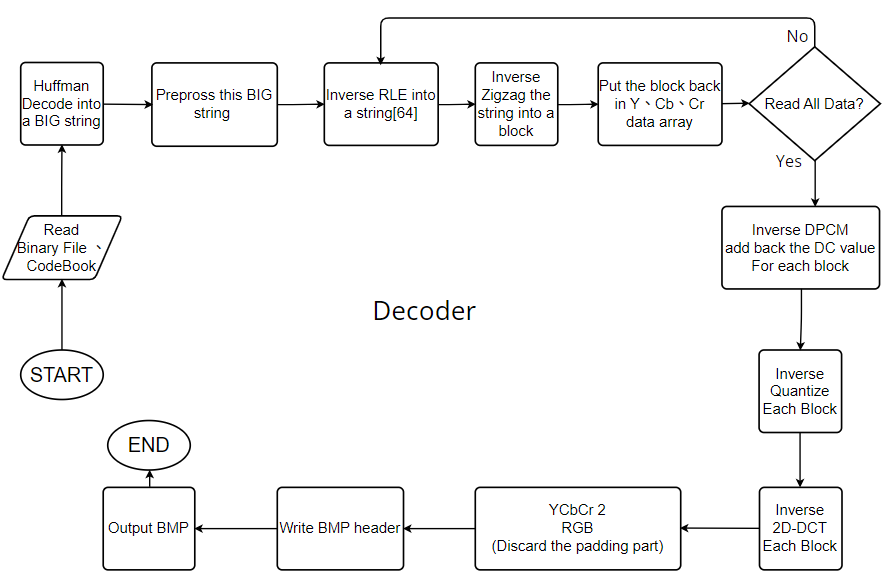 No
Huffman
Decode into
a BIG string
Prepross this BIG
string
Inverse RLE into
a string[64]
Inverse
Zigzag the
string into a
block
Put the block back
in Y、Cb、Cr
data array
Read All Data?
Yes
Read
Binary File 、
CodeBook
Inverse DPCM
add back the DC value
For each block
Decoder
START
Inverse
Quantize
Each Block
END
Output BMP
Write BMP header
YCbCr 2
RGB
(Discard the padding part)
Inverse
2D-DCT
Each Block